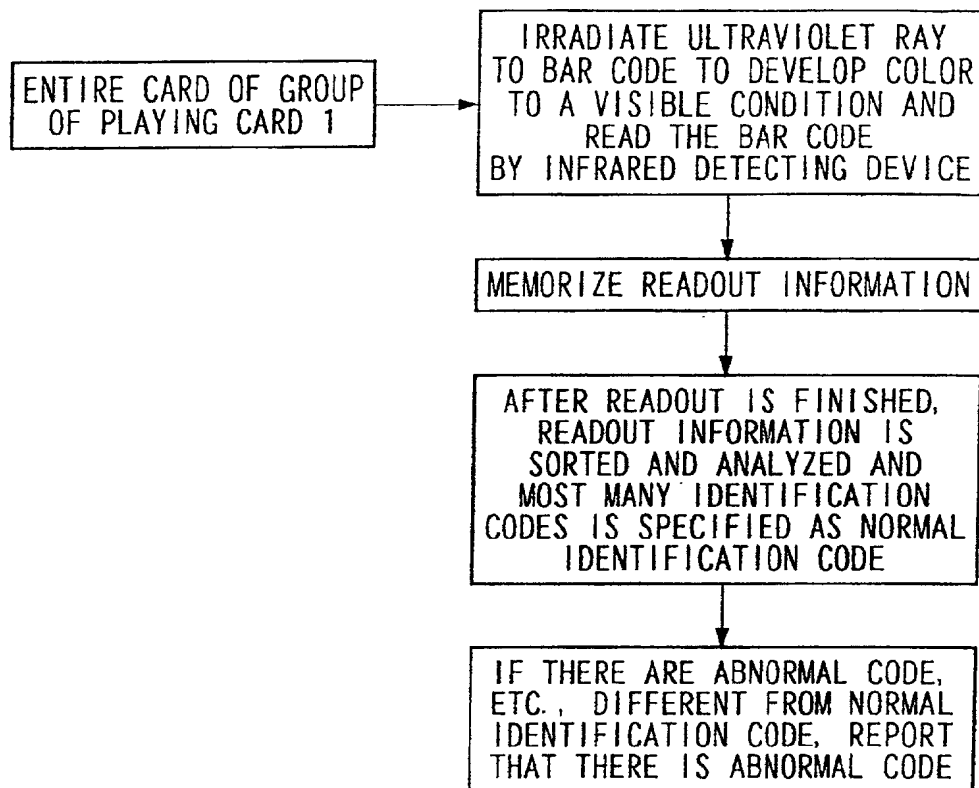 ENTIRE CARD OF GROUP
OF PLAYING CARD 1
IRRADIATE ULTRAVIOLET RAY
TO BAR CODE TO DEVELOP COLOR
TO A VISIBLE CONDITION AND
READ THE BAR CODE
BY INFRARED DETECTING DEVICE
MEMORIZE READOUT INFORMATION
AFTER READOUT IS FINISHED,
READOUT INFORMATION IS
SORTED AND ANALYZED AND
MOST MANY IDENTIFICATION
CODES IS SPECIFIED AS NORMAL
IDENTIFICATION CODE
IF THERE ARE ABNORMAL CODE,
ETC., DIFFERENT FROM NORMAL
IDENTIFICATION CODE, REPORT
THAT THERE IS ABNORMAL CODE